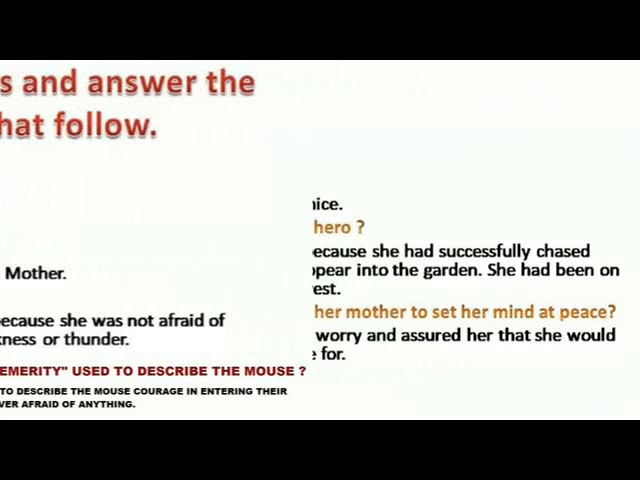 s and answer the
hat follow.
Mother.
ecause she was not afraid of
kness or thunder.
EMERITY" USED TO DESCRIBE THE MOUSE ?
TO DESCRIBE THE MOUSE COURAGE IN ENTERING THEIR
VER AFRAID OF ANYTHING.
nice.
hero ?
ecause she had successfully chased
ppear into the garden. She had been on
est.
her mother to set her mind at peace?
worry and assured her that she would
e for.